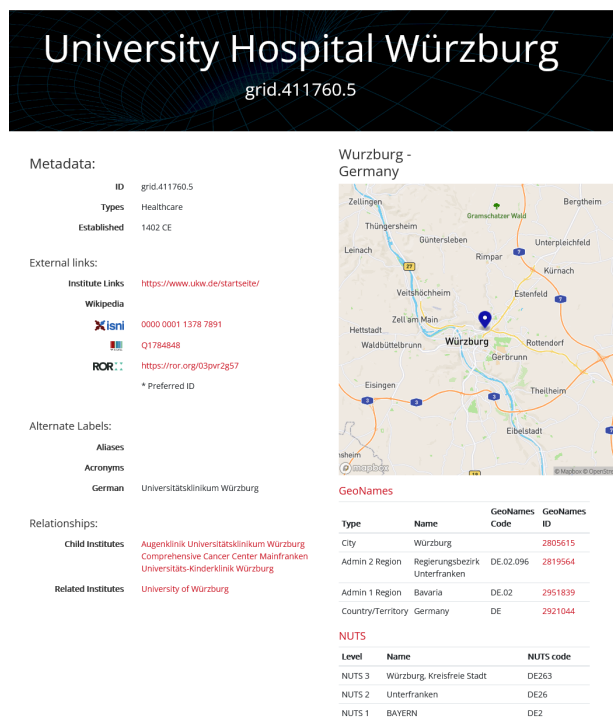 University Hospital Würzburg
grid.411760.5
Metadata:
ID grid.411760.5
Types Healthcare
Established 1402 CE
External links:
Institute Links https://www.ukw.de/startseite/
Wikipedia
isni 0000 0001 1378 7891
Q1784848
ROR https://ror.org/03pvr2g57
* Preferred ID
Alternate Labels:
Aliases
Acronyms
German Universitätsklinikum Würzburg
Relationships:
Child Institutes Augenklinik Universitätsklinikum Würzburg
Comprehensive Cancer Center Mainfranken
Universitäts-Kinderklinik Würzburg
Related Institutes University of Würzburg
Wurzburg -
Germany
Zellingen
Bergtheim
Gramschatzer Wald
Thüngersheim
Güntersleben
Unterpleichfeld
Leinach
Rimpar
7
27
Kürnach
Veitshöchheim
Estenfeld
7
Zell am Main
Hettstadt
Würzburg
Rottendorf
Waldbüttelbrunn
Gerbrunn
Eisingen
Theilheim
3
3
3
Eibelstadt
7
nsheim
mapbox
19
© Mapbox © OpenStre
GeoNames
Type Name GeoNames Code GeoNames ID
City Würzburg 2805615
Admin 2 Region Regierungsbezirk DE.02.096 2819564
Unterfranken
Admin 1 Region Bavaria DE.02 2951839
Country/Territory Germany DE 2921044
NUTS
Level Name NUTS code
NUTS 3 Würzburg, Kreisfreie Stadt DE263
NUTS 2 Unterfranken DE26
NUTS 1 BAYERN DE2